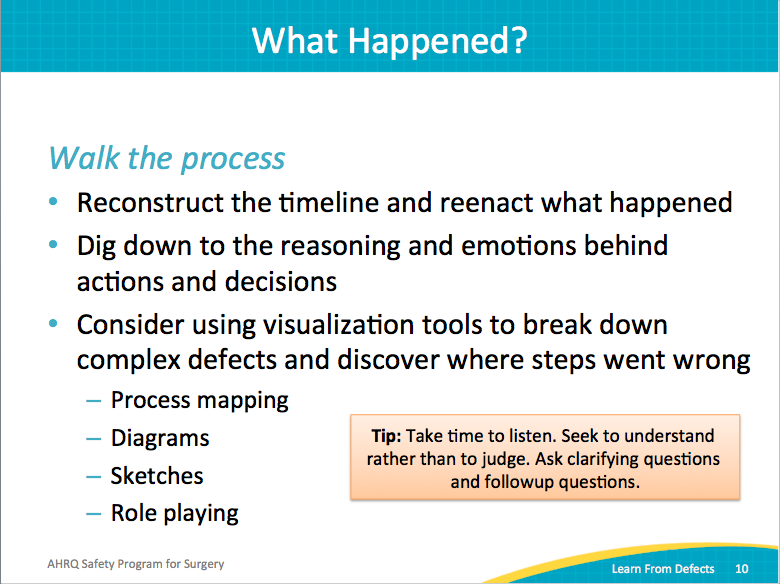 What Happened?
Walk the process
• Reconstruct the timeline and reenact what happened
• Dig down to the reasoning and emotions behind
actions and decisions
• Consider using visualization tools to break down
complex defects and discover where steps went wrong
– Process mapping
– Diagrams
– Sketches
– Role playing
Tip: Take time to listen. Seek to understand
rather than to judge. Ask clarifying questions
and followup questions.
AHRQ Safety Program for Surgery
Learn From Defects 10